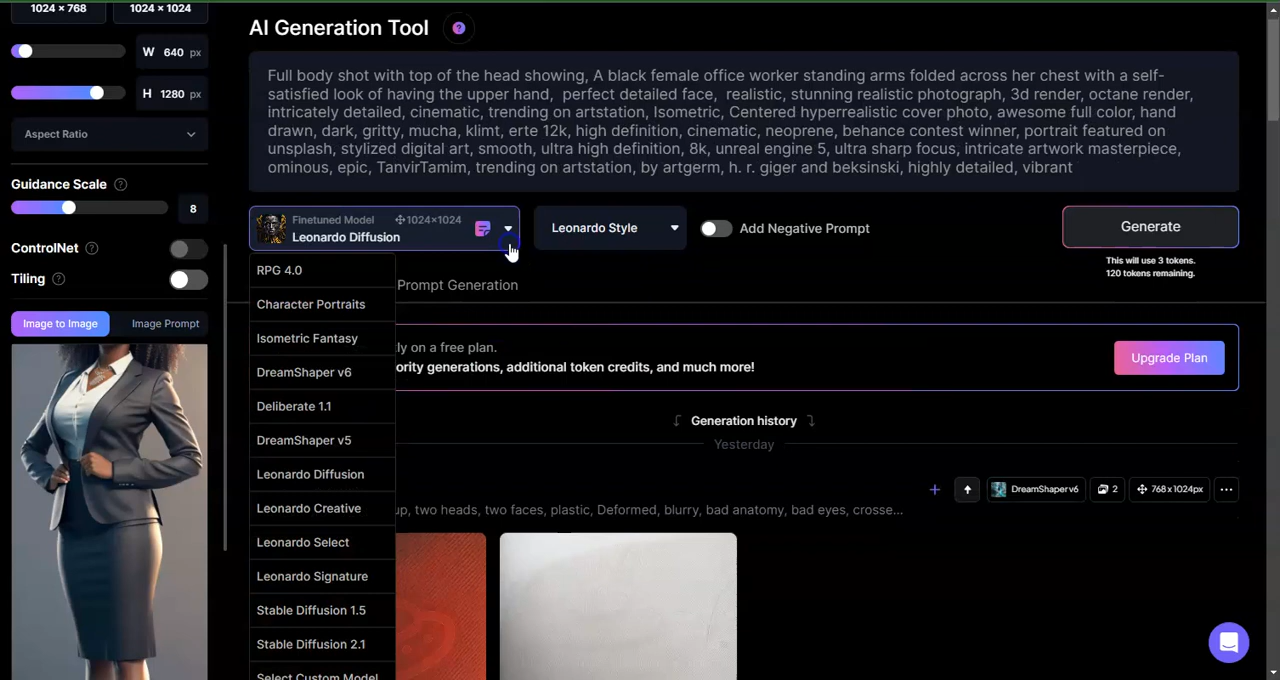 1024 × 768
1024 × 1024
W 640 px
H 1280 px
Aspect Ratio
Guidance Scale ?
8
ControlNet ?
Tiling ?
Image to Image
Image Prompt
AI Generation Tool ?
Full body shot with top of the head showing, A black female office worker standing arms folded across her chest with a self-
satisfied look of having the upper hand, perfect detailed face, realistic, stunning realistic photograph, 3d render, octane render,
intricately detailed, cinematic, trending on artstation, Isometric, Centered hyperrealistic cover photo, awesome full color, hand
drawn, dark, gritty, mucha, klimt, erte 12k, high definition, cinematic, neoprene, behance contest winner, portrait featured on
unsplash, stylized digital art, smooth, ultra high definition, 8k, unreal engine 5, ultra sharp focus, intricate artwork masterpiece,
ominous, epic, TanvirTamim, trending on artstation, by artgerm, h. r. giger and beksinski, highly detailed, vibrant
Finetuned Model
1024×1024
Leonardo Diffusion
Leonardo Style
Add Negative Prompt
Generate
This will use 3 tokens.
120 tokens remaining.
Prompt Generation
RPG 4.0
Character Portraits
Isometric Fantasy
DreamShaper v6
Deliberate 1.1
DreamShaper v5
Leonardo Diffusion
Leonardo Creative
Leonardo Select
Leonardo Signature
Stable Diffusion 1.5
Stable Diffusion 2.1
Select Custom Model
ly on a free plan.
ority generations, additional token credits, and much more!
Upgrade Plan
Generation history
Yesterday
DreamShaper v6
2
768x1024px
up, two heads, two faces, plastic, Deformed, blurry, bad anatomy, bad eyes, crosse...